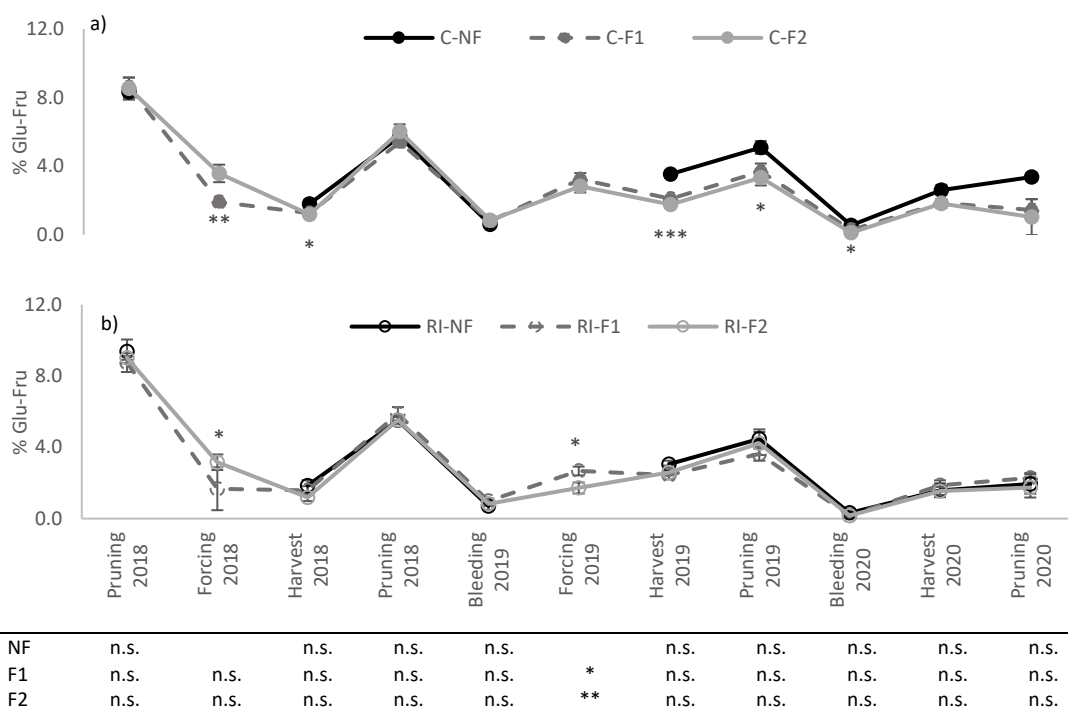 a)
C-NF C-F1 C-F2
% Glu-Fru
12.0
8.0
4.0
0.0
** * *** * *
b)
RI-NF RI-F1 RI-F2
% Glu-Fru
12.0
8.0
4.0
0.0
* *
Pruning 2018
Forcing 2018
Harvest 2018
Pruning 2018
Bleeding 2019
Forcing 2019
Harvest 2019
Pruning 2019
Bleeding 2020
Harvest 2020
Pruning 2020
NF n.s. n.s. n.s. n.s. n.s. n.s. n.s. n.s. n.s.
F1 n.s. n.s. n.s. n.s. n.s. * n.s. n.s. n.s. n.s. n.s.
F2 n.s. n.s. n.s. n.s. n.s. ** n.s. n.s. n.s. n.s. n.s.